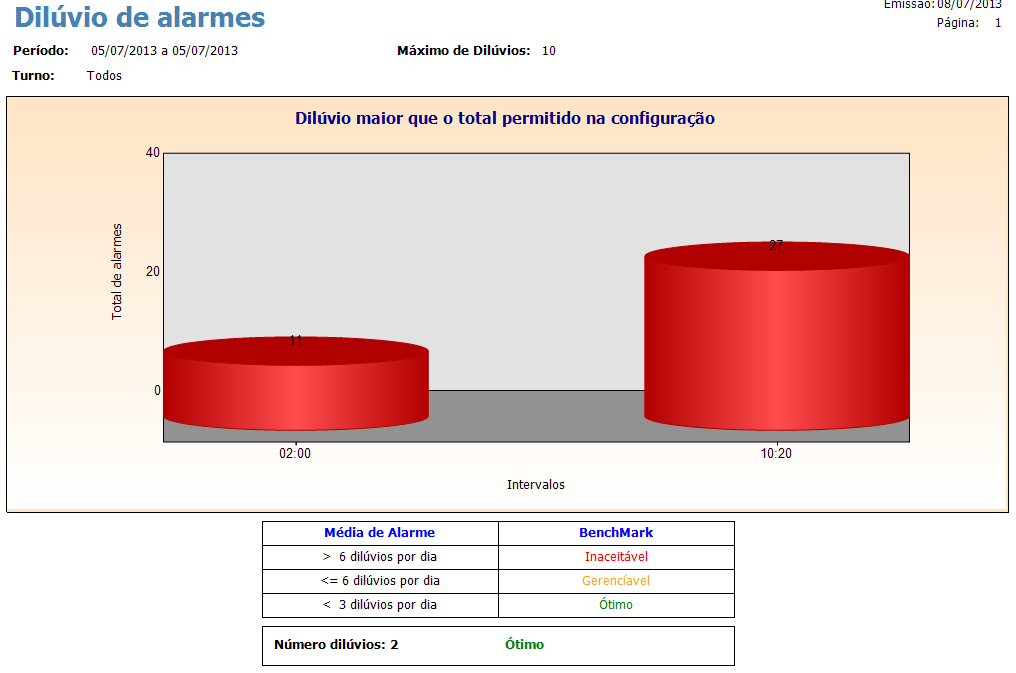 Dilúvio de alarmes
Emissão: 08/07/2013
Página: 1
Período: 05/07/2013 a 05/07/2013 Máximo de Dilúvios: 10
Turno: Todos
Dilúvio maior que o total permitido na configuração
40
20
0
Total de alarmes
11
27
02:00 10:20
Intervalos
Média de Alarme BenchMark
> 6 dilúvios por dia Inaceitável
<= 6 dilúvios por dia Gerencíavel
< 3 dilúvios por dia Ótimo
Número dilúvios: 2 Ótimo